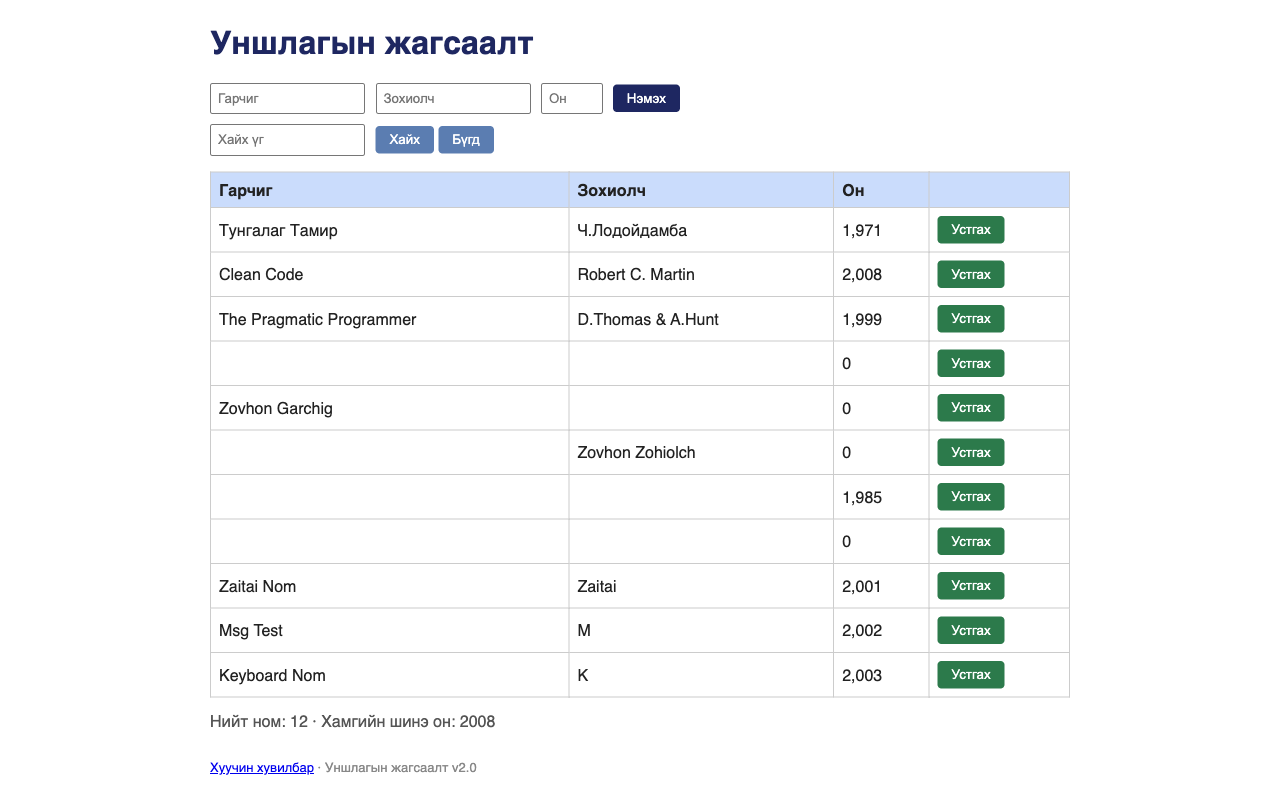 Уншлагын жагсаалт
Гарчиг Зохиолч Он Нэмэх
Хайх үг Хайх Бүгд
Гарчиг Зохиолч Он
Тунгалаг Тамир Ч.Лодойдамба 1,971 Устгах
Clean Code Robert C. Martin 2,008 Устгах
The Pragmatic Programmer D.Thomas & A.Hunt 1,999 Устгах
0 Устгах
Zovhon Garchig 0 Устгах
Zovhon Zohiolch 0 Устгах
1,985 Устгах
0 Устгах
Zaitai Nom Zaitai 2,001 Устгах
Msg Test M 2,002 Устгах
Keyboard Nom K 2,003 Устгах
Нийт ном: 12 · Хамгийн шинэ он: 2008
Хуучин хувилбар · Уншлагын жагсаалт v2.0